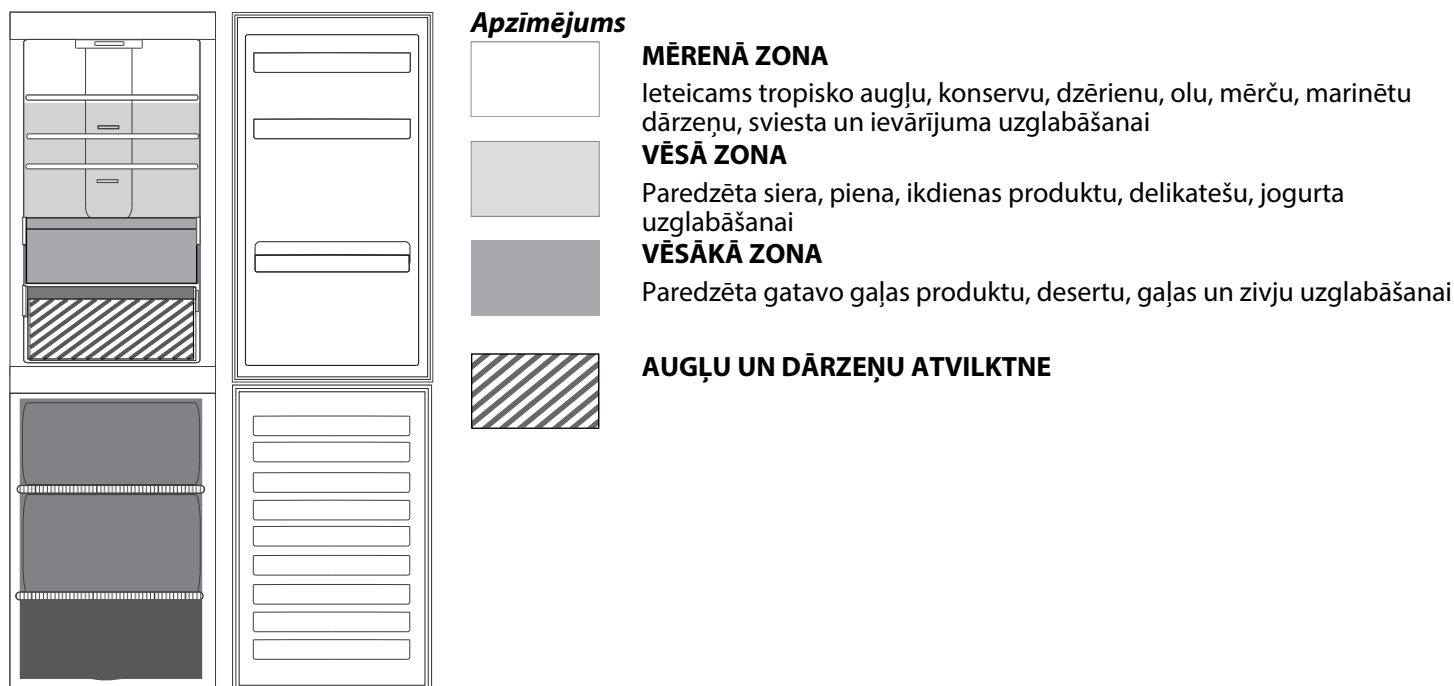 Apzīmējums
MĒRENĀ ZONA
Ieteicams tropisko augļu, konservu, dzērienu, olu, mērču, marinētu
dārzeņu, sviesta un ievārījuma uzglabāšanai
VĒSĀ ZONA
Paredzēta siera, piena, ikdienas produktu, delikatešu, jogurta
uzglabāšanai
VĒSĀKĀ ZONA
Paredzēta gatavo gaļas produktu, desertu, gaļas un zivju uzglabāšanai
AUGĻU UN DĀRZEŅU ATVILKTNE